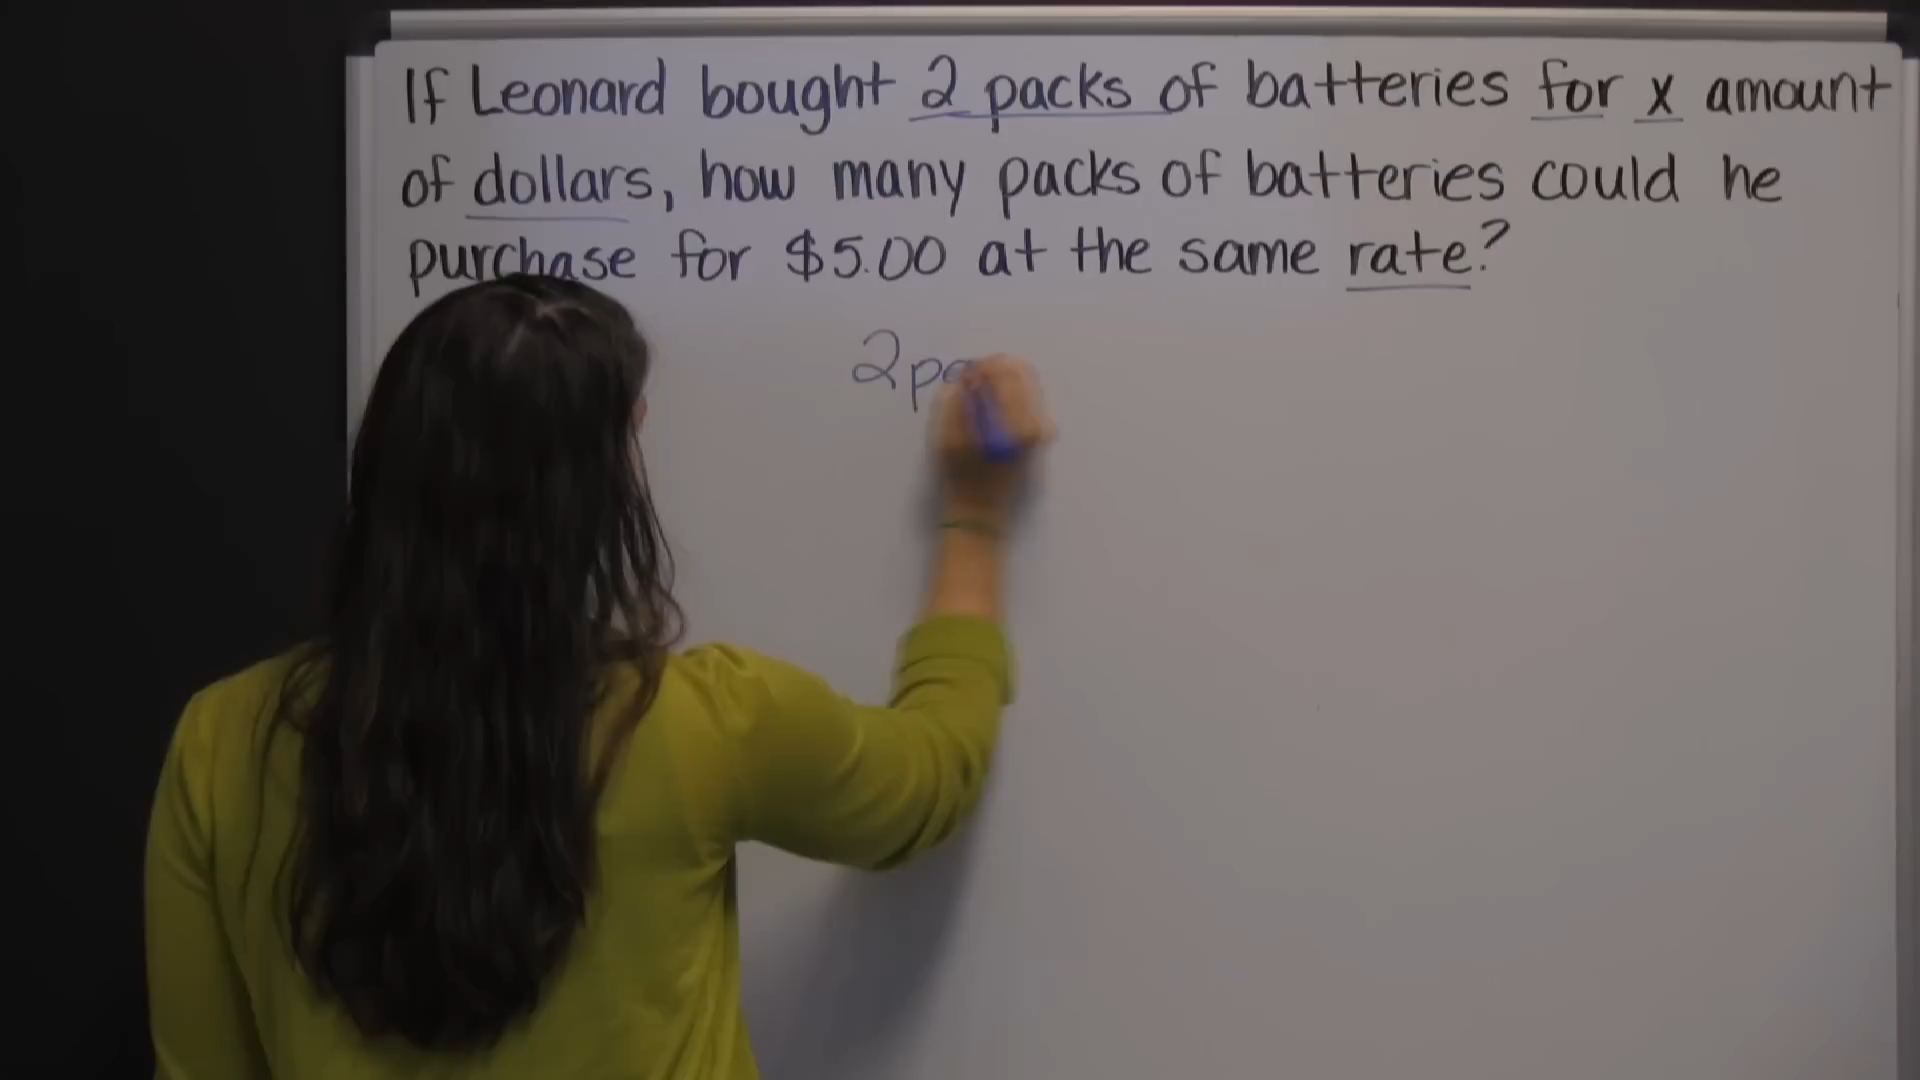 If Leonard bought 2 packs of batteries for x amount
of dollars, how many packs of batteries could he
purchase for $5.00 at the same rate?
2 pa